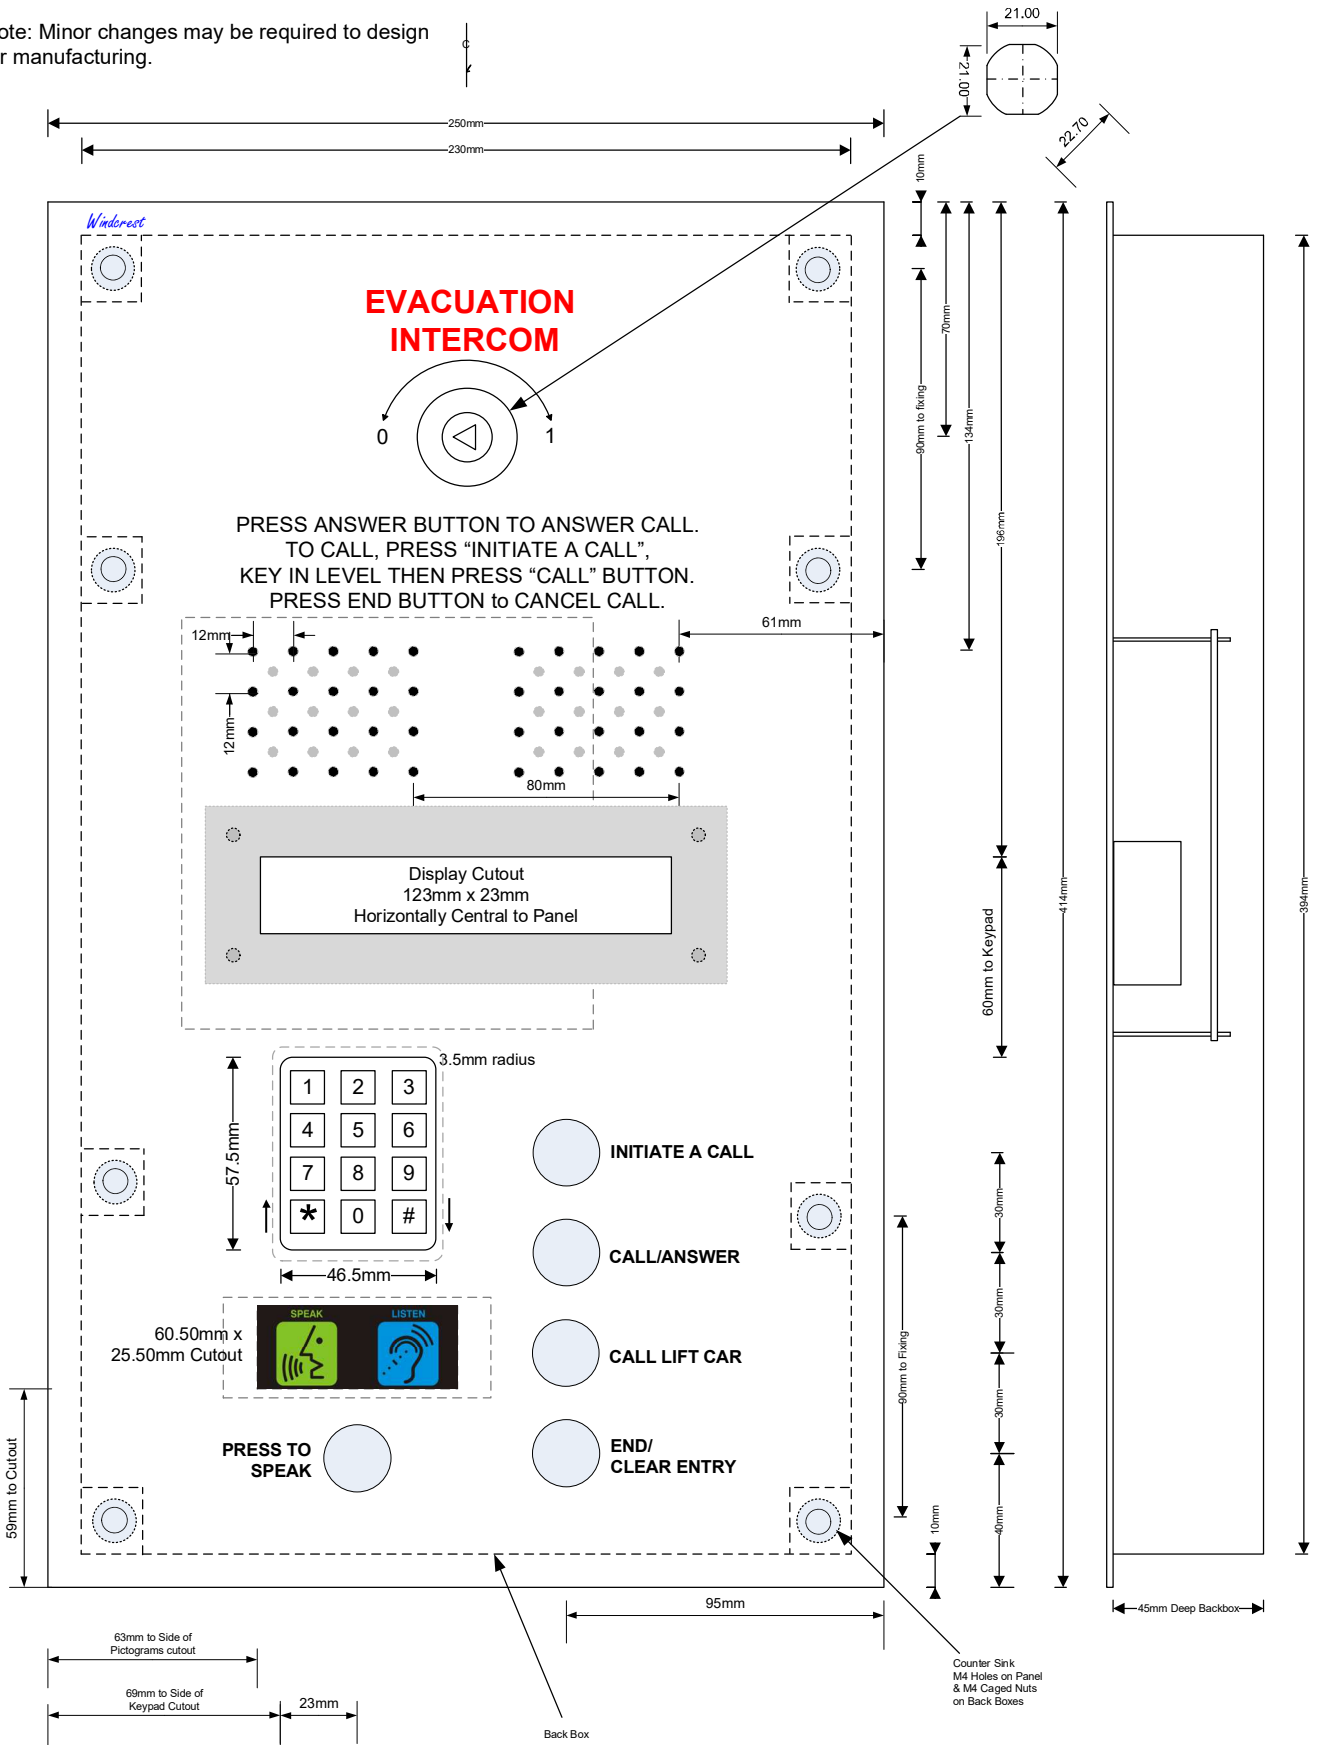 ote: Minor changes may be required to design
r manufacturing.
C
21.00
21.00
22.70
250mm
230mm
10mm
Windcrest
EVACUATION
INTERCOM
0
1
70mm
90mm to fixing
134mm
196mm
PRESS ANSWER BUTTON TO ANSWER CALL.
TO CALL, PRESS “INITIATE A CALL”,
KEY IN LEVEL THEN PRESS “CALL” BUTTON.
PRESS END BUTTON to CANCEL CALL.
12mm
61mm
12mm
80mm
Display Cutout
123mm x 23mm
Horizontally Central to Panel
414mm
394mm
60mm to Keypad
3.5mm radius
1 2 3
4 5 6
7 8 9
* 0 #
57.5mm
46.5mm
INITIATE A CALL
CALL/ANSWER
CALL LIFT CAR
END/
CLEAR ENTRY
30mm
30mm
30mm
40mm
90mm to Fixing
10mm
SPEAK
LISTEN
60.50mm x
25.50mm Cutout
PRESS TO
SPEAK
59mm to Cutout
95mm
45mm Deep Backbox
63mm to Side of
Pictograms cutout
69mm to Side of
Keypad Cutout
23mm
Back Box
Counter Sink
M4 Holes on Panel
& M4 Caged Nuts
on Back Boxes